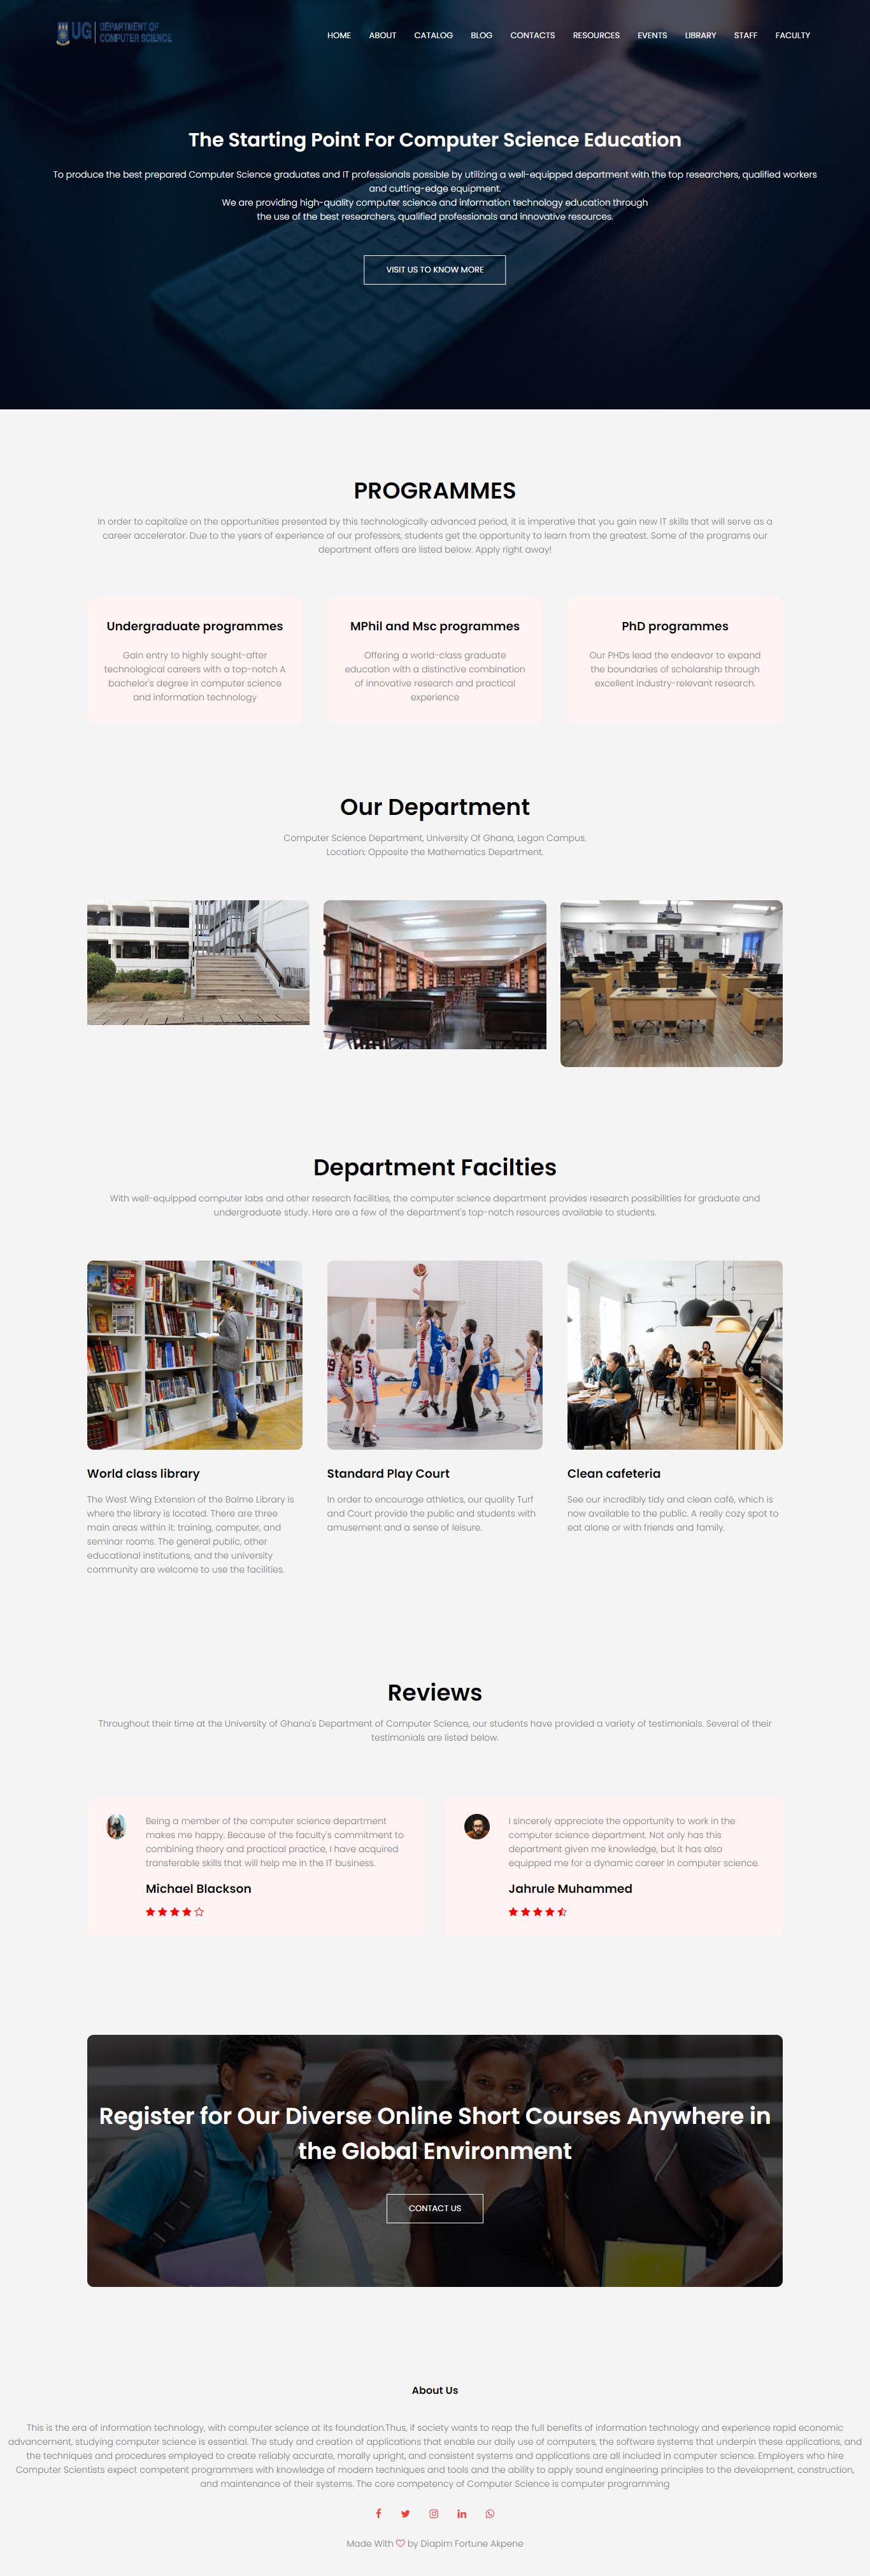 UG DEPARTMENT OF
COMPUTER SCIENCE
HOME ABOUT CATALOG BLOG CONTACTS RESOURCES EVENTS LIBRARY STAFF FACULTY
The Starting Point For Computer Science Education
To produce the best prepared Computer Science graduates and IT professionals possible by utilizing a well-equipped department with the top researchers, qualified workers
and cutting-edge equipment.
We are providing high-quality computer science and information technology education through
the use of the best researchers, qualified professionals and innovative resources.
VISIT US TO KNOW MORE
PROGRAMMES
In order to capitalize on the opportunities presented by this technologically advanced period, it is imperative that you gain new IT skills that will serve as a
career accelerator. Due to the years of experience of our professors, students get the opportunity to learn from the greatest. Some of the programs our
department offers are listed below. Apply right away!
Undergraduate programmes
Gain entry to highly sought-after
technological careers with a top-notch A
bachelor's degree in computer science
and information technology
MPhil and Msc programmes
Offering a world-class graduate
education with a distinctive combination
of innovative research and practical
experience
PhD programmes
Our PHDs lead the endeavor to expand
the boundaries of scholarship through
excellent industry-relevant research.
Our Department
Computer Science Department, University Of Ghana, Legon Campus.
Location: Opposite the Mathematics Department.
Department Facilties
With well-equipped computer labs and other research facilities, the computer science department provides research possibilities for graduate and
undergraduate study. Here are a few of the department's top-notch resources available to students.
World class library
The West Wing Extension of the Balme Library is
where the library is located. There are three
main areas within it: training, computer, and
seminar rooms. The general public, other
educational institutions, and the university
community are welcome to use the facilities.
Standard Play Court
In order to encourage athletics, our quality Turf
and Court provide the public and students with
amusement and a sense of leisure.
Clean cafeteria
See our incredibly tidy and clean café, which is
now available to the public. A really cozy spot to
eat alone or with friends and family.
Reviews
Throughout their time at the University of Ghana's Department of Computer Science, our students have provided a variety of testimonials. Several of their
testimonials are listed below.
Being a member of the computer science department
makes me happy. Because of the faculty's commitment to
combining theory and practical practice, I have acquired
transferable skills that will help me in the IT business.
Michael Blackson
I sincerely appreciate the opportunity to work in the
computer science department. Not only has this
department given me knowledge, but it has also
equipped me for a dynamic career in computer science.
Jahrule Muhammed
Register for Our Diverse Online Short Courses Anywhere in
the Global Environment
CONTACT US
About Us
This is the era of information technology, with computer science at its foundation.Thus, if society wants to reap the full benefits of information technology and experience rapid economic
advancement, studying computer science is essential. The study and creation of applications that enable our daily use of computers, the software systems that underpin these applications, and
the techniques and procedures employed to create reliably accurate, morally upright, and consistent systems and applications are all included in computer science. Employers who hire
Computer Scientists expect competent programmers with knowledge of modern techniques and tools and the ability to apply sound engineering principles to the development, construction,
and maintenance of their systems. The core competency of Computer Science is computer programming
Made With ♡ by Diapim Fortune Akpene